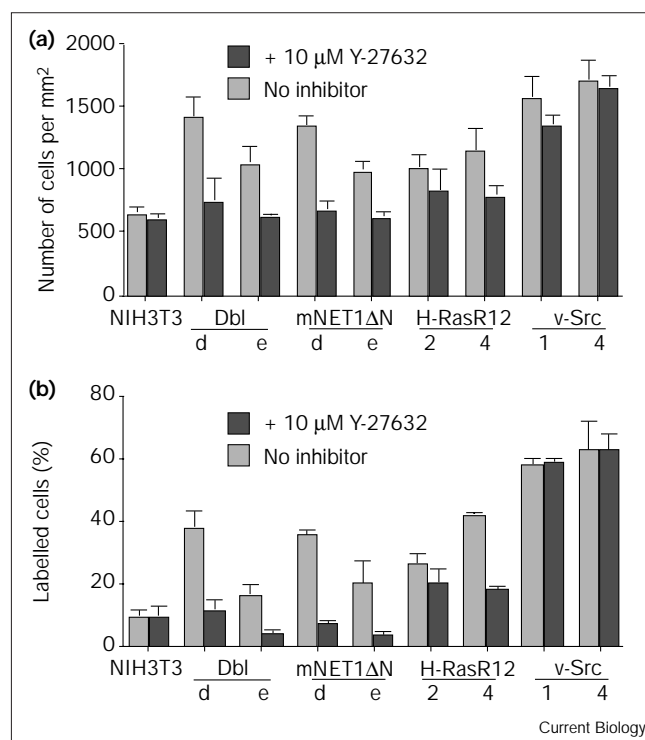 (a)
2000
1500
1000
500
0
Number of cells per mm²
+ 10 μM Y-27632
No inhibitor
NIH3T3 Dbl mNET1ΔN H-RasR12 v-Src
d e d e 2 4 1 4
(b)
80
60
40
20
0
Labelled cells (%)
+ 10 μM Y-27632
No inhibitor
NIH3T3 Dbl mNET1ΔN H-RasR12 v-Src
d e d e 2 4 1 4
Current Biology